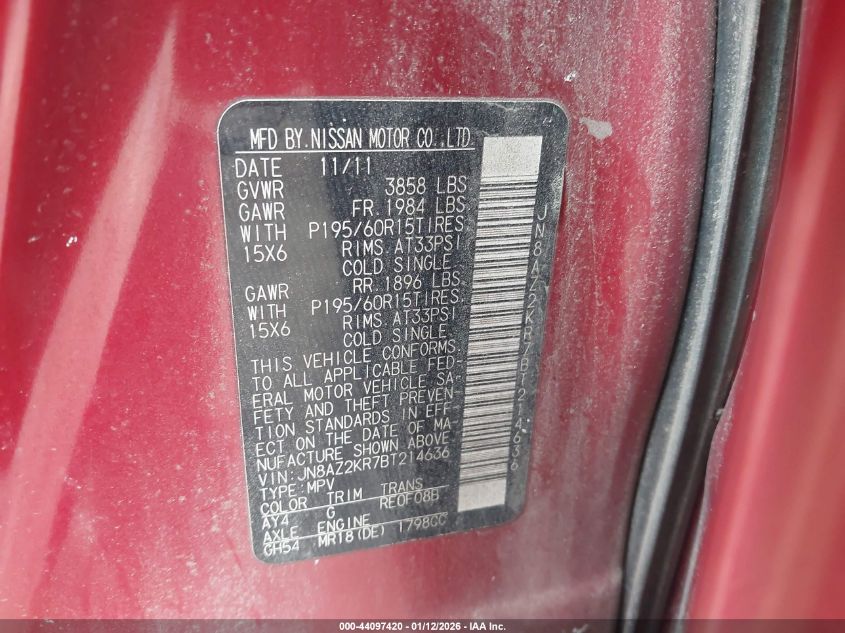 MFD BY.NISSAN MOTOR CO.,LTD.
DATE 11/11
GVWR 3858 LBS
GAWR FR. 1984 LBS
WITH P195/60R15TIRES,
15X6 RIMS, AT33PSI
COLD SINGLE
GAWR RR. 1896 LBS
WITH P195/60R15TIRES,
15X6 RIMS, AT33PSI
COLD SINGLE
THIS VEHICLE CONFORMS
TO ALL APPLICABLE FED-
ERAL MOTOR VEHICLE SA-
FETY AND THEFT PREVEN-
TION STANDARDS IN EFF-
ECT ON THE DATE OF MA-
NUFACTURE SHOWN ABOVE.
VIN:JN8AZ2KR7BT214636
TYPE:MPV
COLOR TRIM TRANS
AY4 G RE0F08B
AXLE ENGINE
GH54 MR18(DE) 1798CC
JN8AZ2KR7BT214636
000-44097420 - 01/12/2026 - IAA Inc.